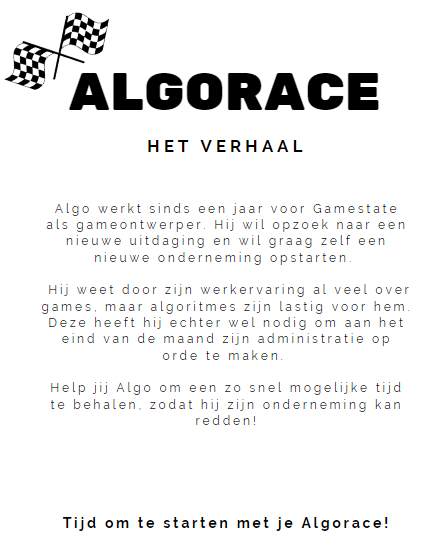 ALGORACE
HET VERHAAL
Algo werkt sinds een jaar voor Gamestate
als gameontwerper. Hij wil opzoek naar een
nieuwe uitdaging en wil graag zelf een
nieuwe onderneming opstarten.
Hij weet door zijn werkervaring al veel over
games, maar algoritmes zijn lastig voor hem.
Deze heeft hij echter wel nodig om aan het
eind van de maand zijn administratie op
orde te maken.
Help jij Algo om een zo snel mogelijke tijd
te behalen, zodat hij zijn onderneming kan
redden!
Tijd om te starten met je Algorace!